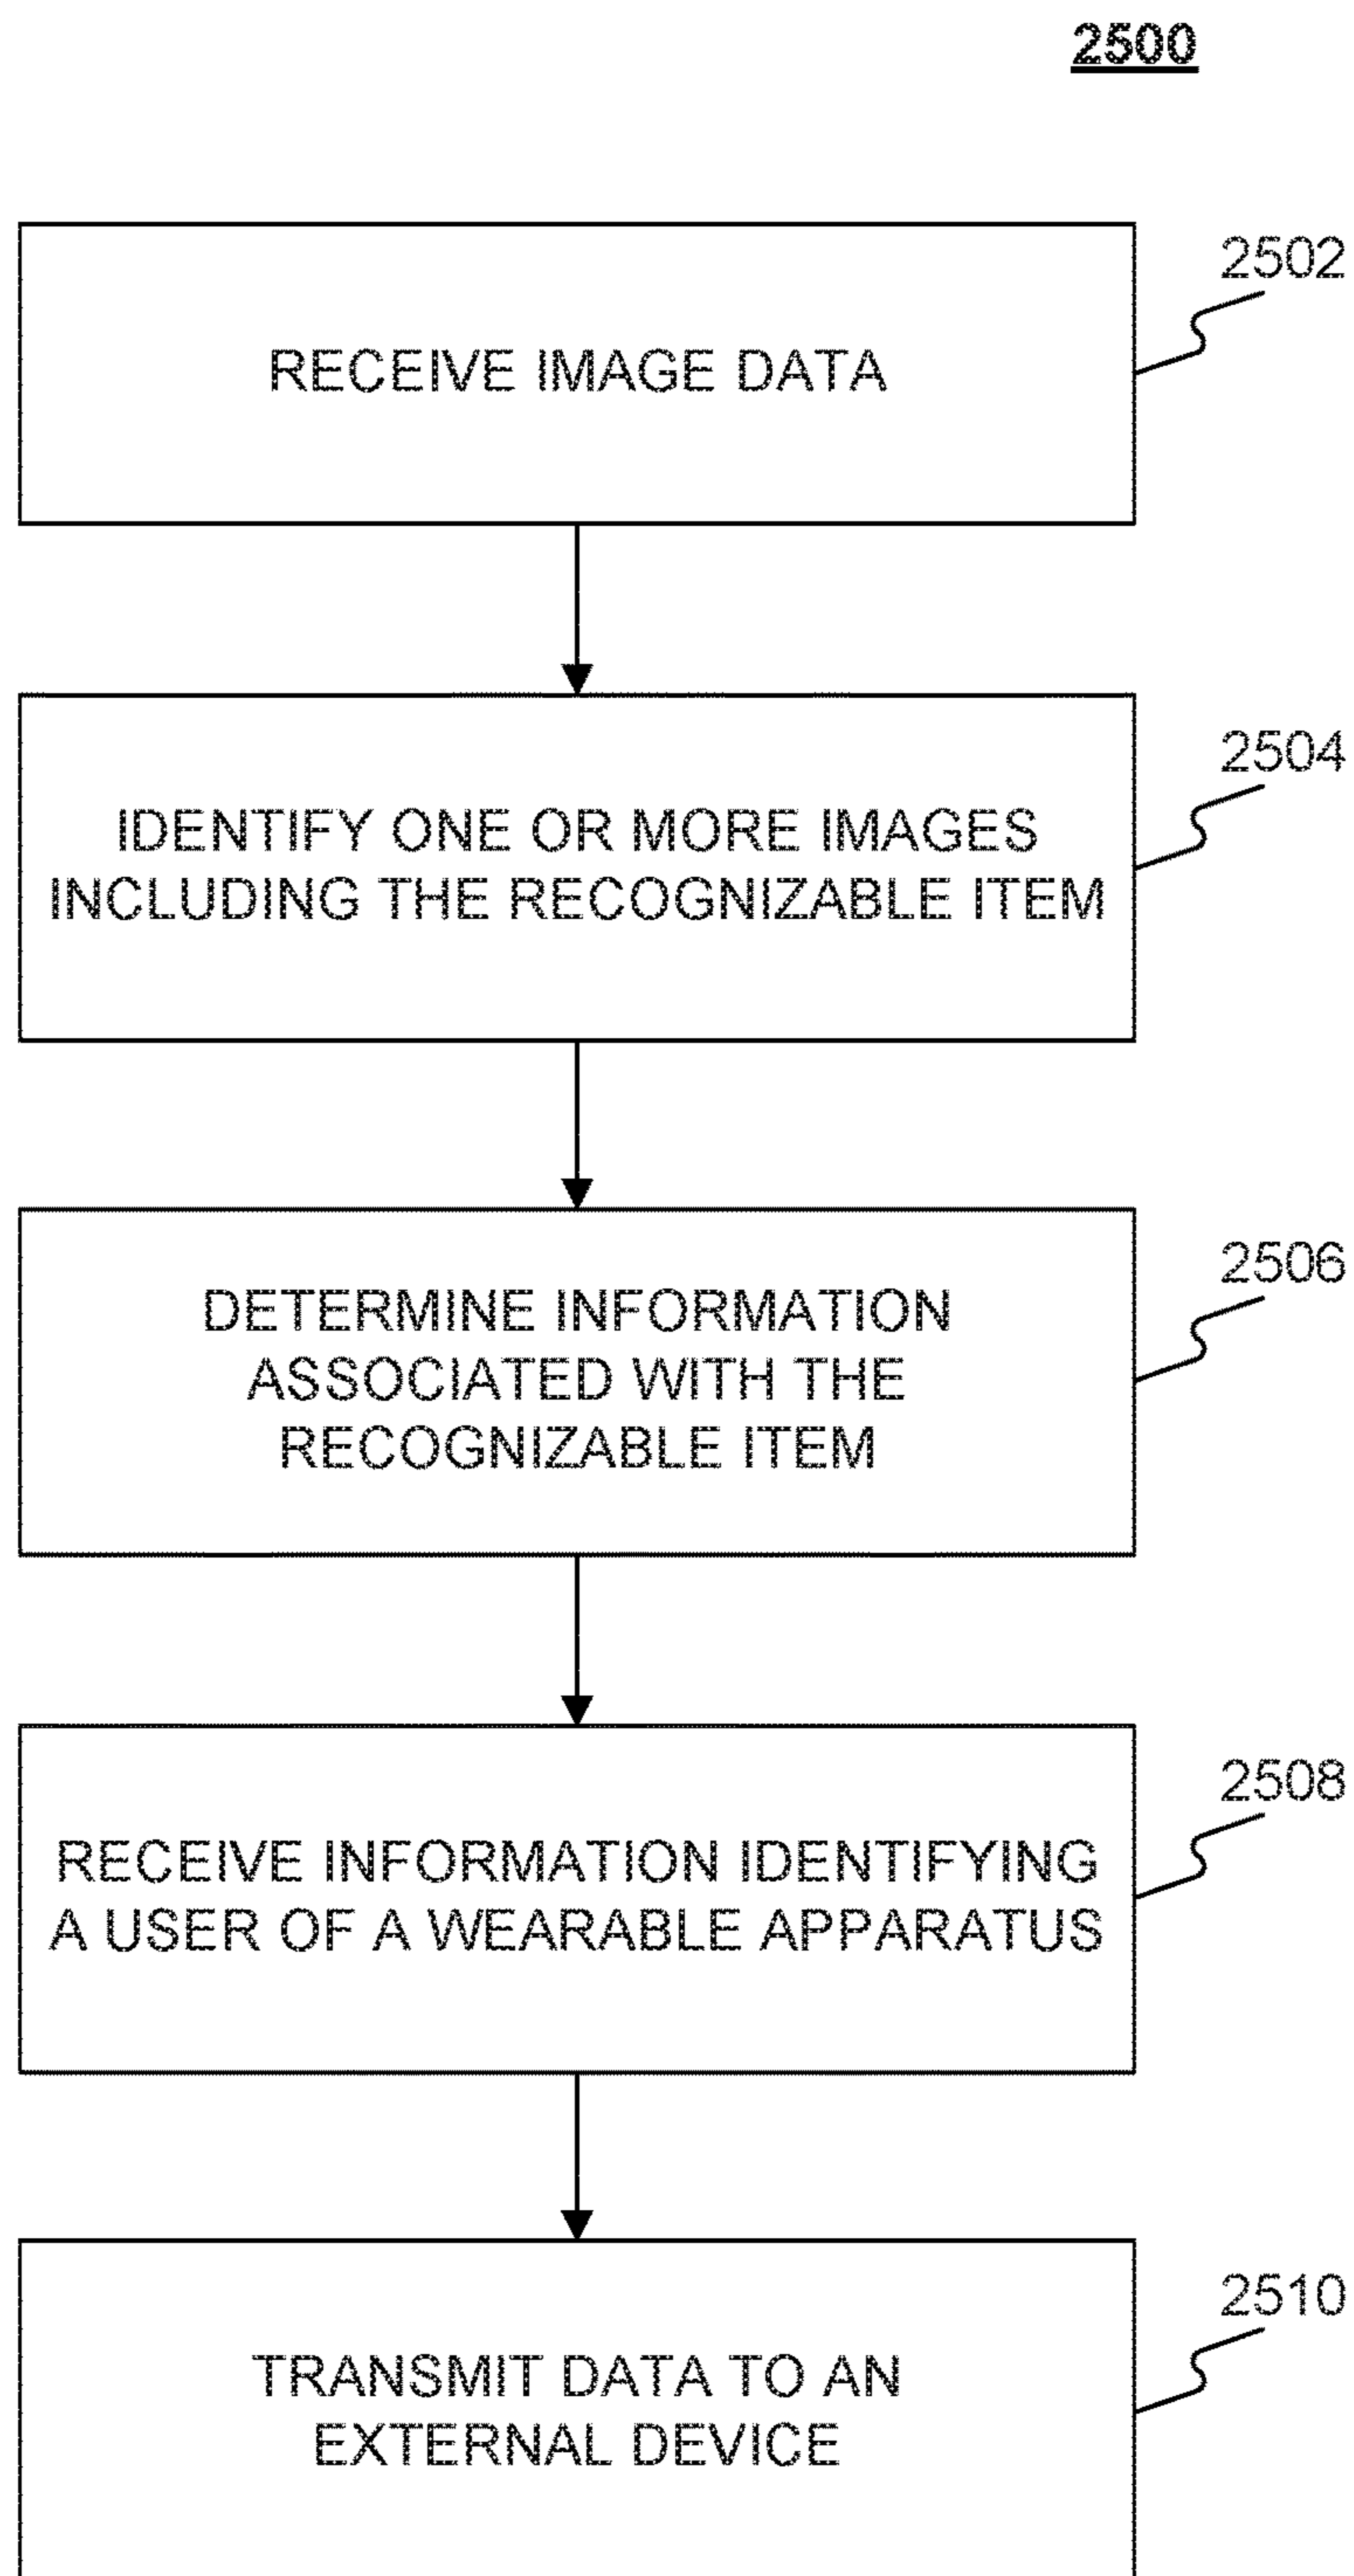 2500
RECEIVE IMAGE DATA
2502
IDENTIFY ONE OR MORE IMAGES
INCLUDING THE RECOGNIZABLE ITEM
2504
DETERMINE INFORMATION
ASSOCIATED WITH THE
RECOGNIZABLE ITEM
2506
RECEIVE INFORMATION IDENTIFYING
A USER OF A WEARABLE APPARATUS
2508
TRANSMIT DATA TO AN
EXTERNAL DEVICE
2510